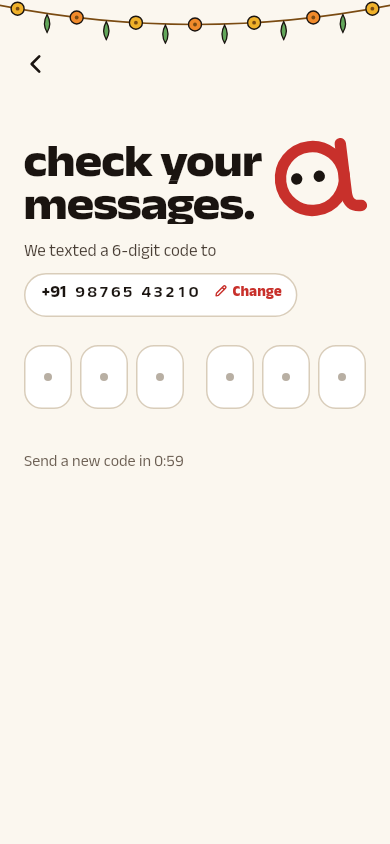 check your
messages.
We texted a 6-digit code to
+91 98765 43210 Change
Send a new code in 0:59